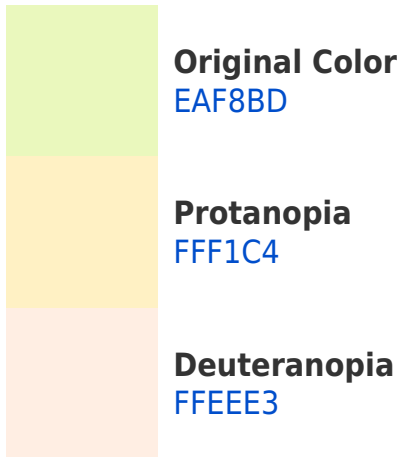 Original Color
EAF8BD
Protanopia
FFF1C4
Deuteranopia
FFEEE3